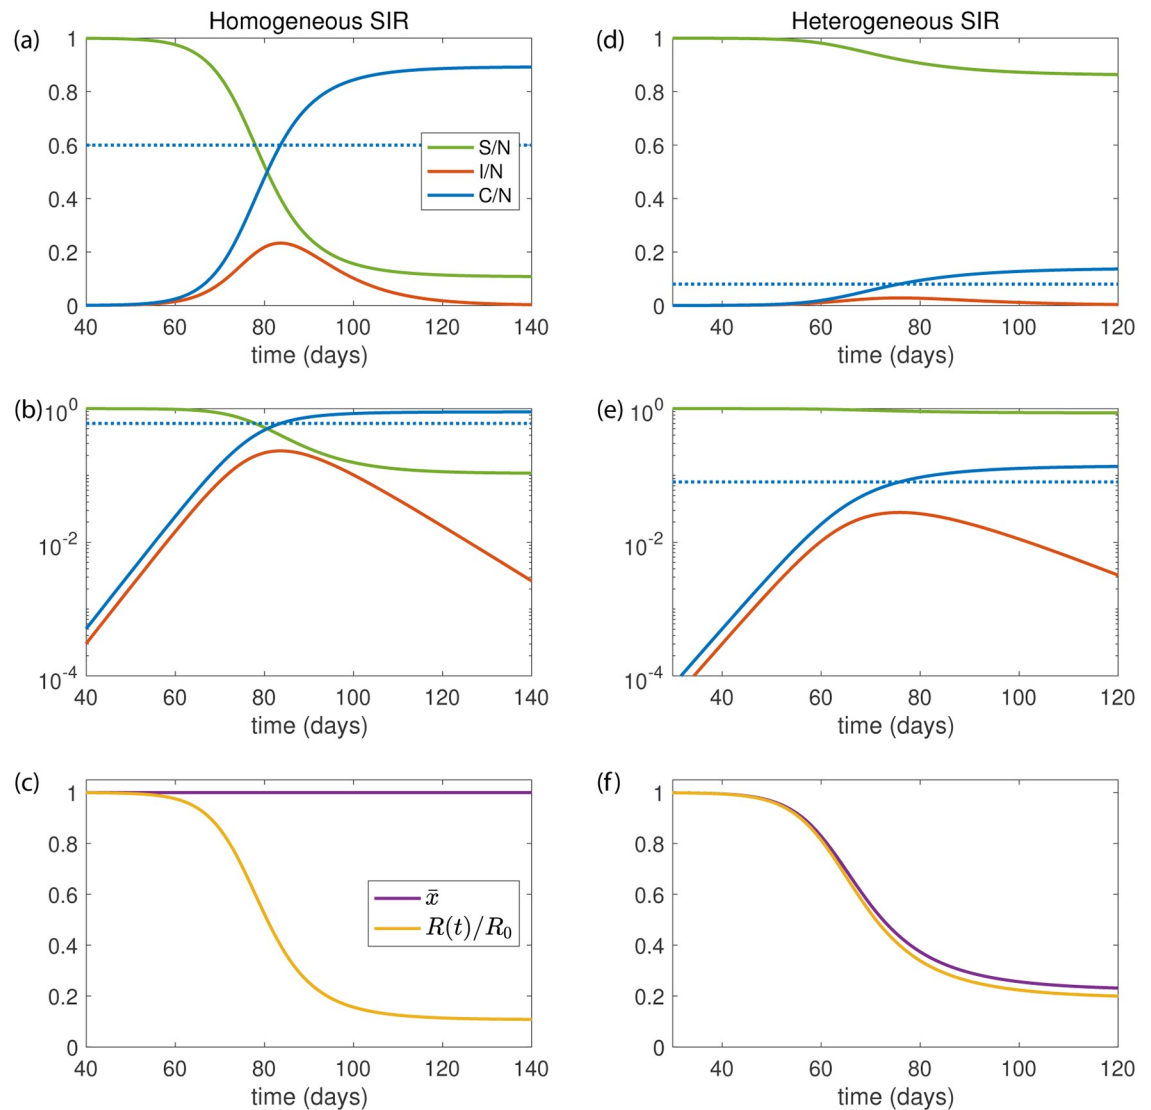 Homogeneous SIR
(a)
1
0.8
0.6
0.4
0.2
0
S/N
I/N
C/N
40 60 80 100 120 140
time (days)
Heterogeneous SIR
(d)
1
0.8
0.6
0.4
0.2
0
40 60 80 100 120
time (days)
(b)
10^0
10^-2
10^-4
40 60 80 100 120 140
time (days)
(e)
10^0
10^-2
10^-4
40 60 80 100 120
time (days)
(c)
1
0.8
0.6
0.4
0.2
0
x̄
R(t)/R₀
40 60 80 100 120 140
time (days)
(f)
1
0.8
0.6
0.4
0.2
0
40 60 80 100 120
time (days)